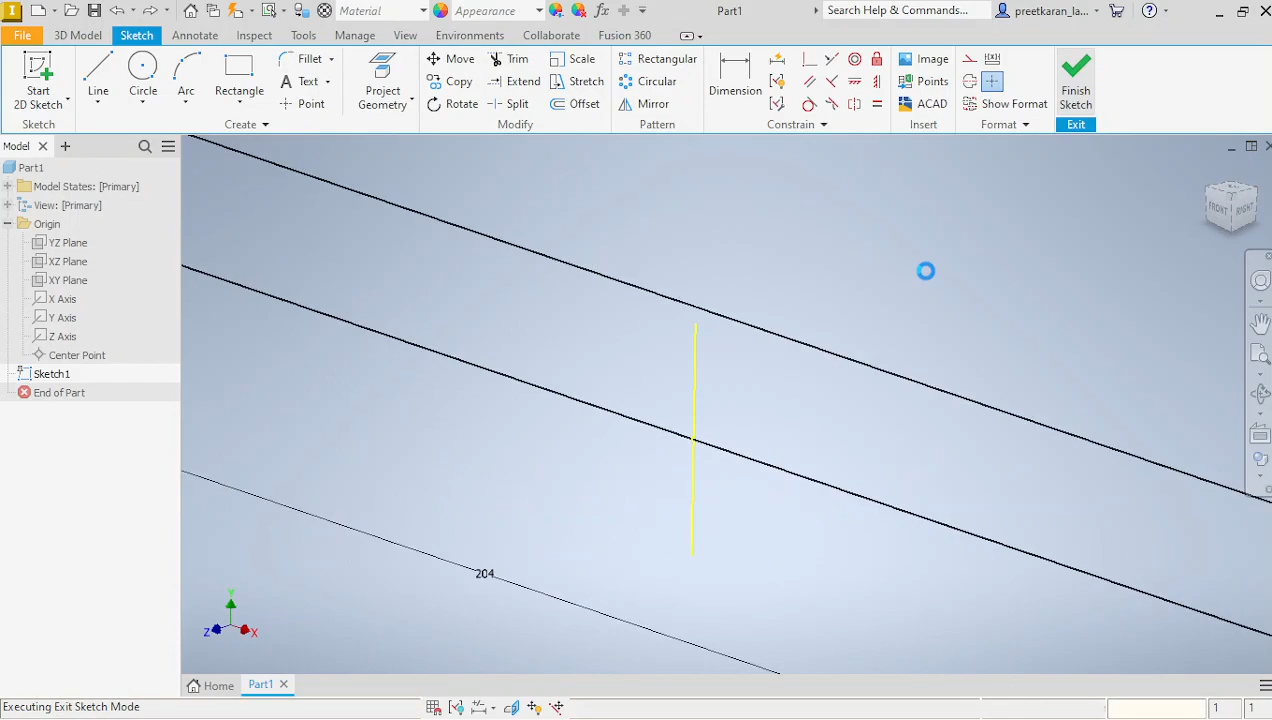 Material
Appearance
fx
Part1
Search Help & Commands...
preetkaran_la...
?
File
3D Model
Sketch
Annotate
Inspect
Tools
Manage
View
Environments
Collaborate
Fusion 360
Start
2D Sketch
Line
Circle
Arc
Rectangle
Fillet
Text
Point
Project
Geometry
Move
Copy
Rotate
Trim
Extend
Split
Scale
Stretch
Offset
Rectangular
Circular
Mirror
Dimension
Image
Points
ACAD
Show Format
Finish
Sketch
Sketch
Create
Modify
Pattern
Constrain
Insert
Format
Exit
Model
Part1
Model States: [Primary]
View: [Primary]
Origin
YZ Plane
XZ Plane
XY Plane
X Axis
Y Axis
Z Axis
Center Point
Sketch1
End of Part
FRONT
RIGHT
204
Y
Z
X
Home
Part1
Executing Exit Sketch Mode
1
1